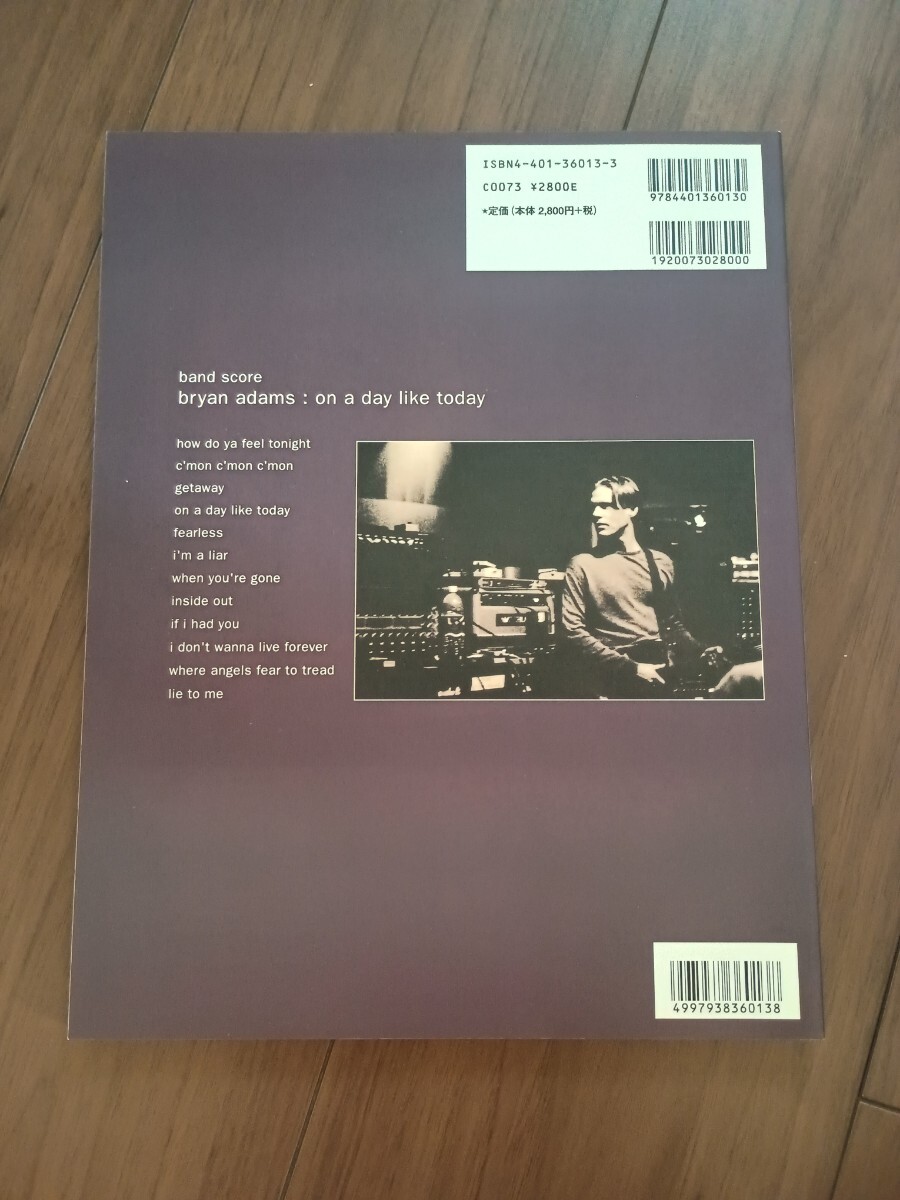 ISBN4-401-36013-3
C0073 ¥2800E
*定価(本体 2,800円+税)
9784401360130
1920073028000
band score
bryan adams : on a day like today
how do ya feel tonight
c'mon c'mon c'mon
getaway
on a day like today
fearless
i'm a liar
when you're gone
inside out
if i had you
i don't wanna live forever
where angels fear to tread
lie to me
4997938360138